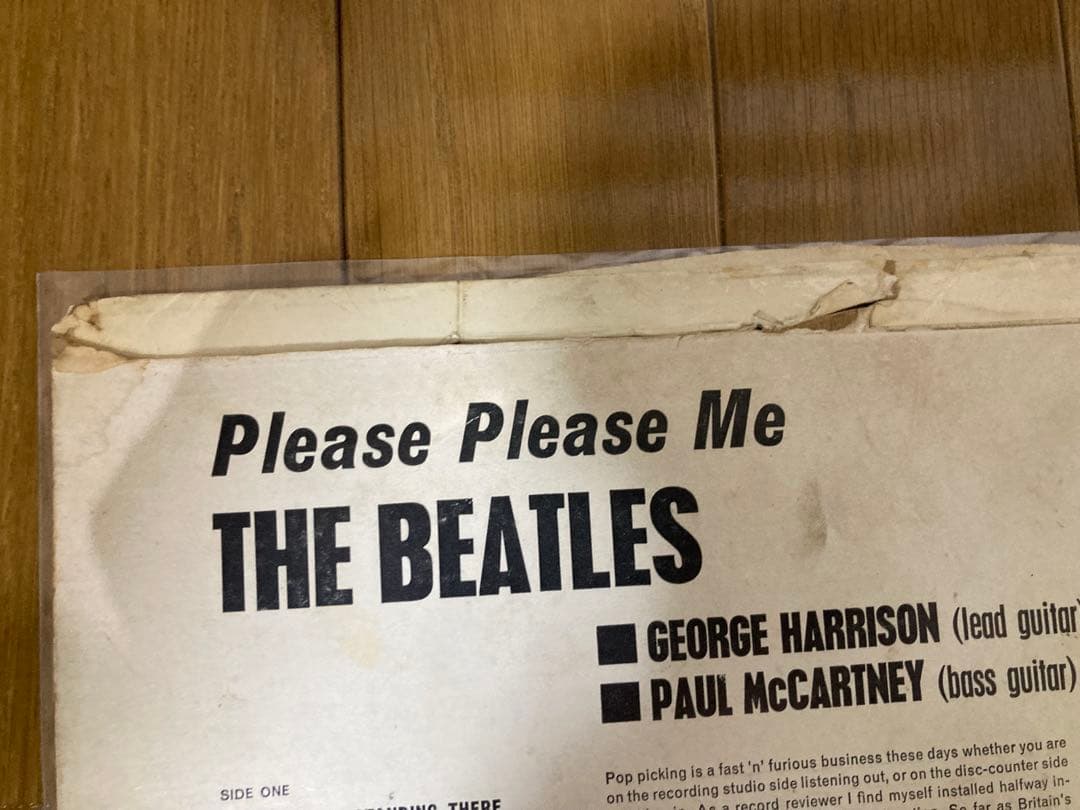 Please Please Me
THE BEATLES
■ GEORGE HARRISON (lead guitar)
■ PAUL McCARTNEY (bass guitar)
Pop picking is a fast 'n' furious business these days whether you are
on the recording studio side listening out, or on the disc-counter side
As a record reviewer I find myself installed halfway in-
So far as Britain's
SIDE ONE
THERE